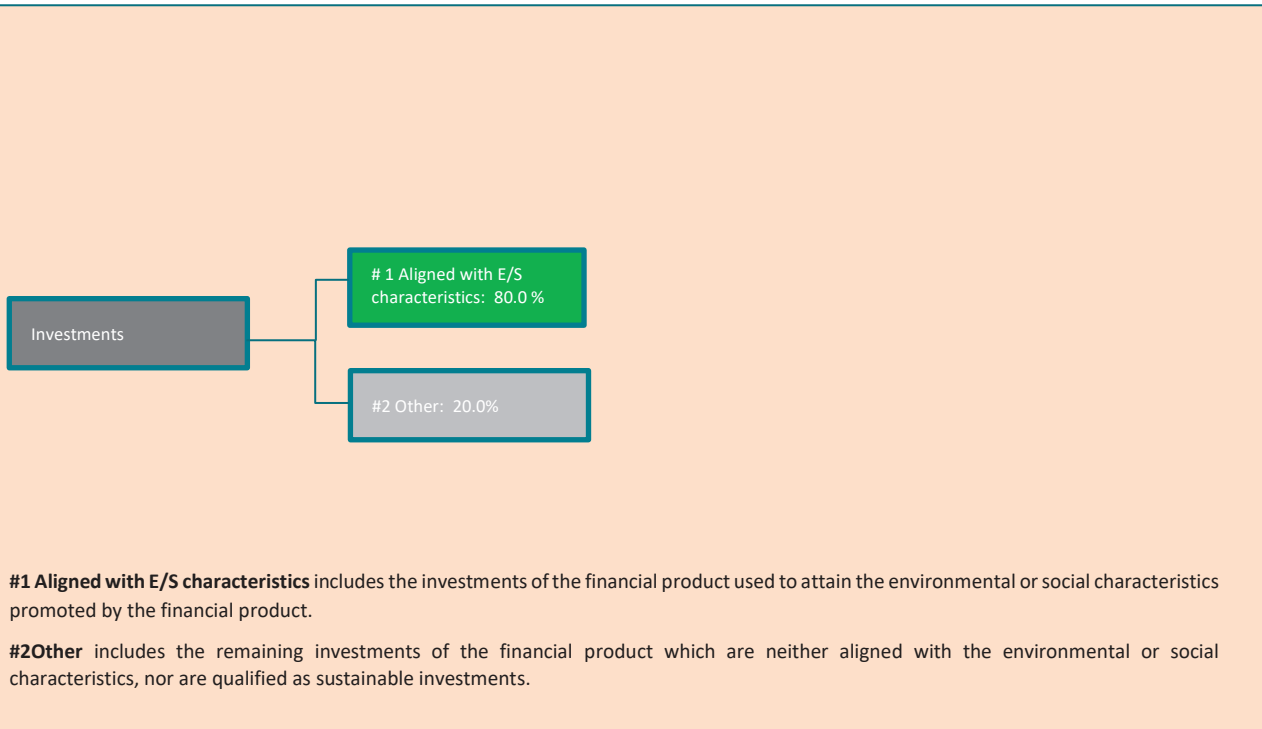 # 1 Aligned with E/S
characteristics: 80.0 %
Investments
#2 Other: 20.0%
#1 Aligned with E/S characteristics includes the investments of the financial product used to attain the environmental or social characteristics
promoted by the financial product.
#2Other includes the remaining investments of the financial product which are neither aligned with the environmental or social
characteristics, nor are qualified as sustainable investments.